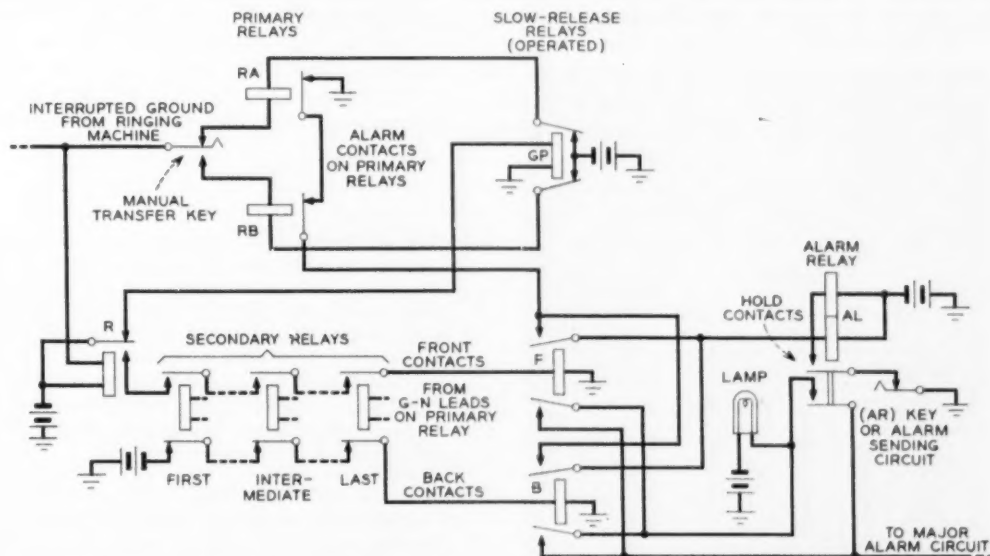 PRIMARY
RELAYS
SLOW-RELEASE
RELAYS
(OPERATED)
RA
INTERRUPTED GROUND
FROM RINGING
MACHINE
ALARM
CONTACTS
ON PRIMARY
RELAYS
GP
MANUAL
TRANSFER KEY
RB
ALARM
RELAY
HOLD
CONTACTS
AL
R
SECONDARY RELAYS
FRONT
CONTACTS
F
FROM
G-N LEADS
ON PRIMARY
RELAY
LAMP
(AR) KEY
OR ALARM
SENDING
CIRCUIT
FIRST
INTER-
MEDIATE
LAST
BACK
CONTACTS
B
TO MAJOR
ALARM CIRCUIT